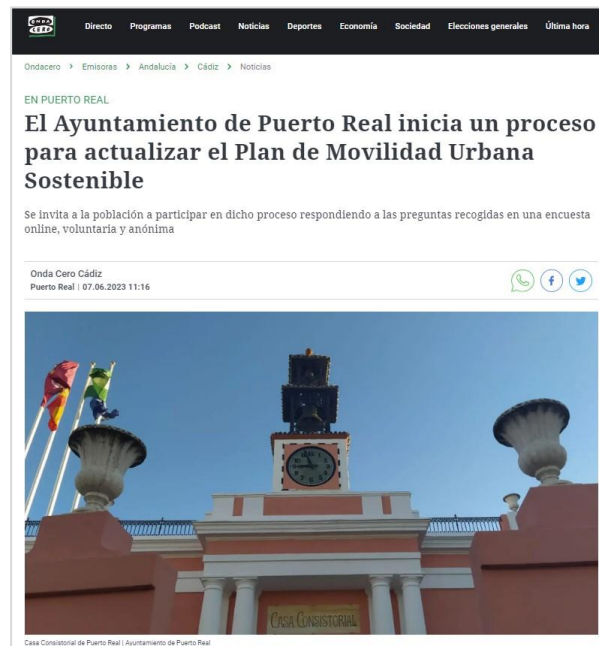 ONDA
CERO
Directo Programas Podcast Noticias Deportes Economía Sociedad Elecciones generales Última hora
Ondacero > Emisoras > Andalucía > Cádiz > Noticias
EN PUERTO REAL
El Ayuntamiento de Puerto Real inicia un proceso
para actualizar el Plan de Movilidad Urbana
Sostenible
Se invita a la población a participar en dicho proceso respondiendo a las preguntas recogidas en una encuesta
online, voluntaria y anónima
Onda Cero Cádiz
Puerto Real | 07.06.2023 11:16
CASA CONSISTORIAL
Casa Consistorial de Puerto Real | Ayuntamiento de Puerto Real